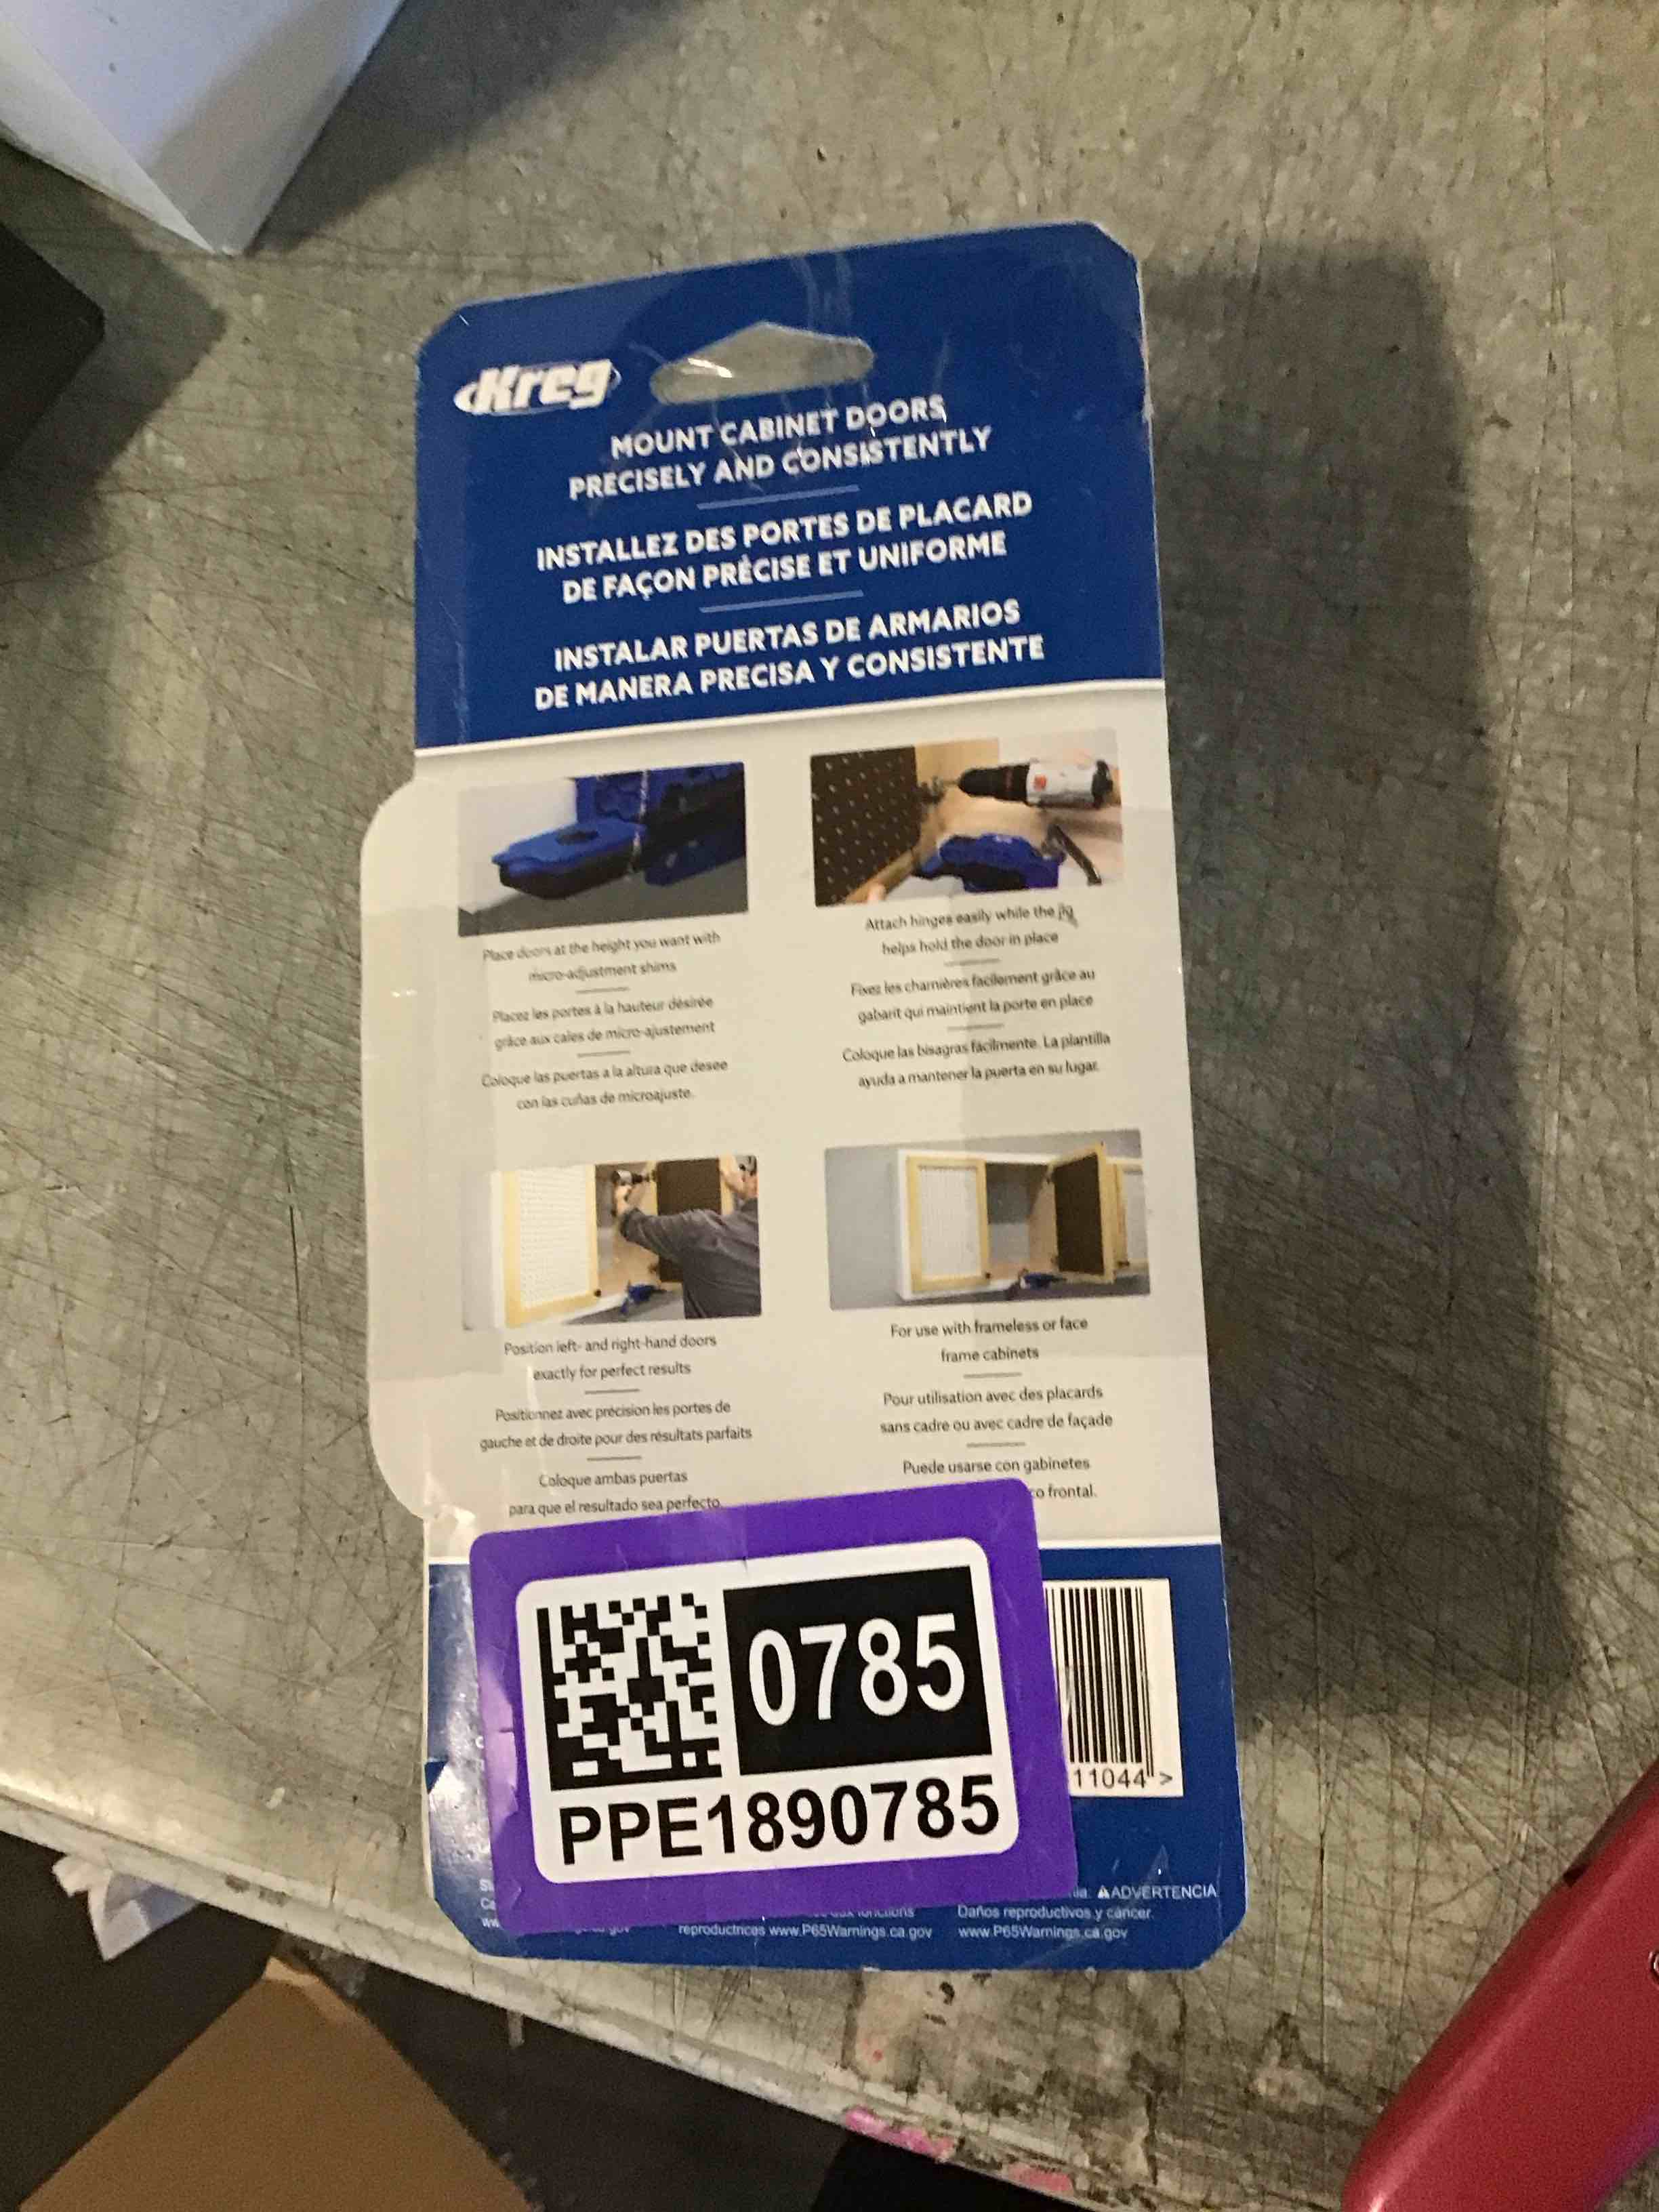 Kreg
MOUNT CABINET DOORS
PRECISELY AND CONSISTENTLY
INSTALLEZ DES PORTES DE PLACARD
DE FAÇON PRÉCISE ET UNIFORME
INSTALAR PUERTAS DE ARMARIOS
DE MANERA PRECISA Y CONSISTENTE
Place doors at the height you want with
micro-adjustment shims
Placez les portes à la hauteur désirée
grâce aux cales de micro-ajustement
Coloque las puertas a la altura que desee
con las cuñas de microajuste.
Attach hinges easily while the jig
helps hold the door in place
Fixez les charnières facilement grâce au
gabarit qui maintient la porte en place
Coloque las bisagras fácilmente. La plantilla
ayuda a mantener la puerta en su lugar.
Position left- and right-hand doors
exactly for perfect results
Positionnez avec précision les portes de
gauche et de droite pour des résultats parfaits
Coloque ambas puertas
para que el resultado sea perfecto.
For use with frameless or face
frame cabinets
Pour utilisation avec des placards
sans cadre ou avec cadre de façade
Puede usarse con gabinetes
frontal.
0785
PPE1890785
11044 >
ADVERTENCIA
Daños reproductivos y cáncer.
reproductrices www.P65Warnings.ca.gov
www.P65Warnings.ca.gov